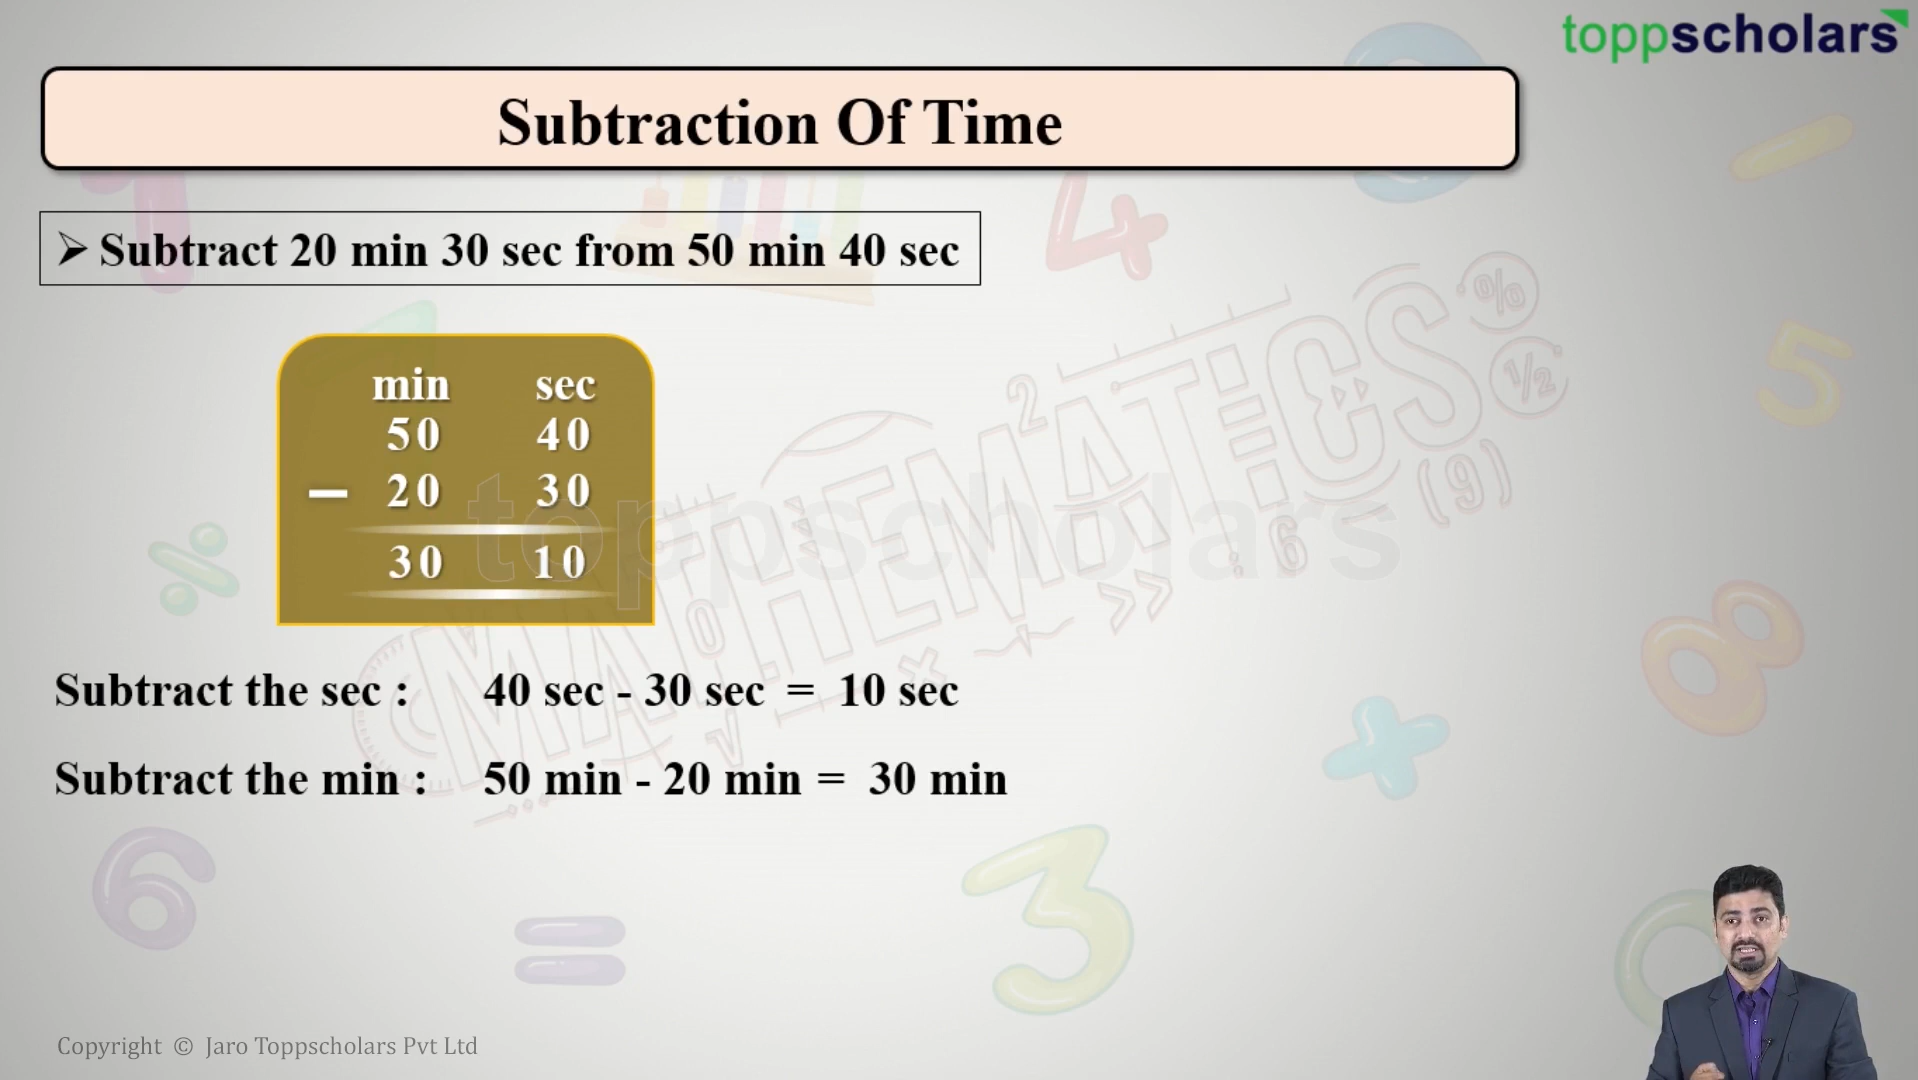 toppscholars
Subtraction Of Time
➢ Subtract 20 min 30 sec from 50 min 40 sec
min sec
50 40
— 20 30
30 10
toppscholars
MATHEMATICS
Subtract the sec : 40 sec - 30 sec = 10 sec
Subtract the min : 50 min - 20 min = 30 min
Copyright © Jaro Toppscholars Pvt Ltd